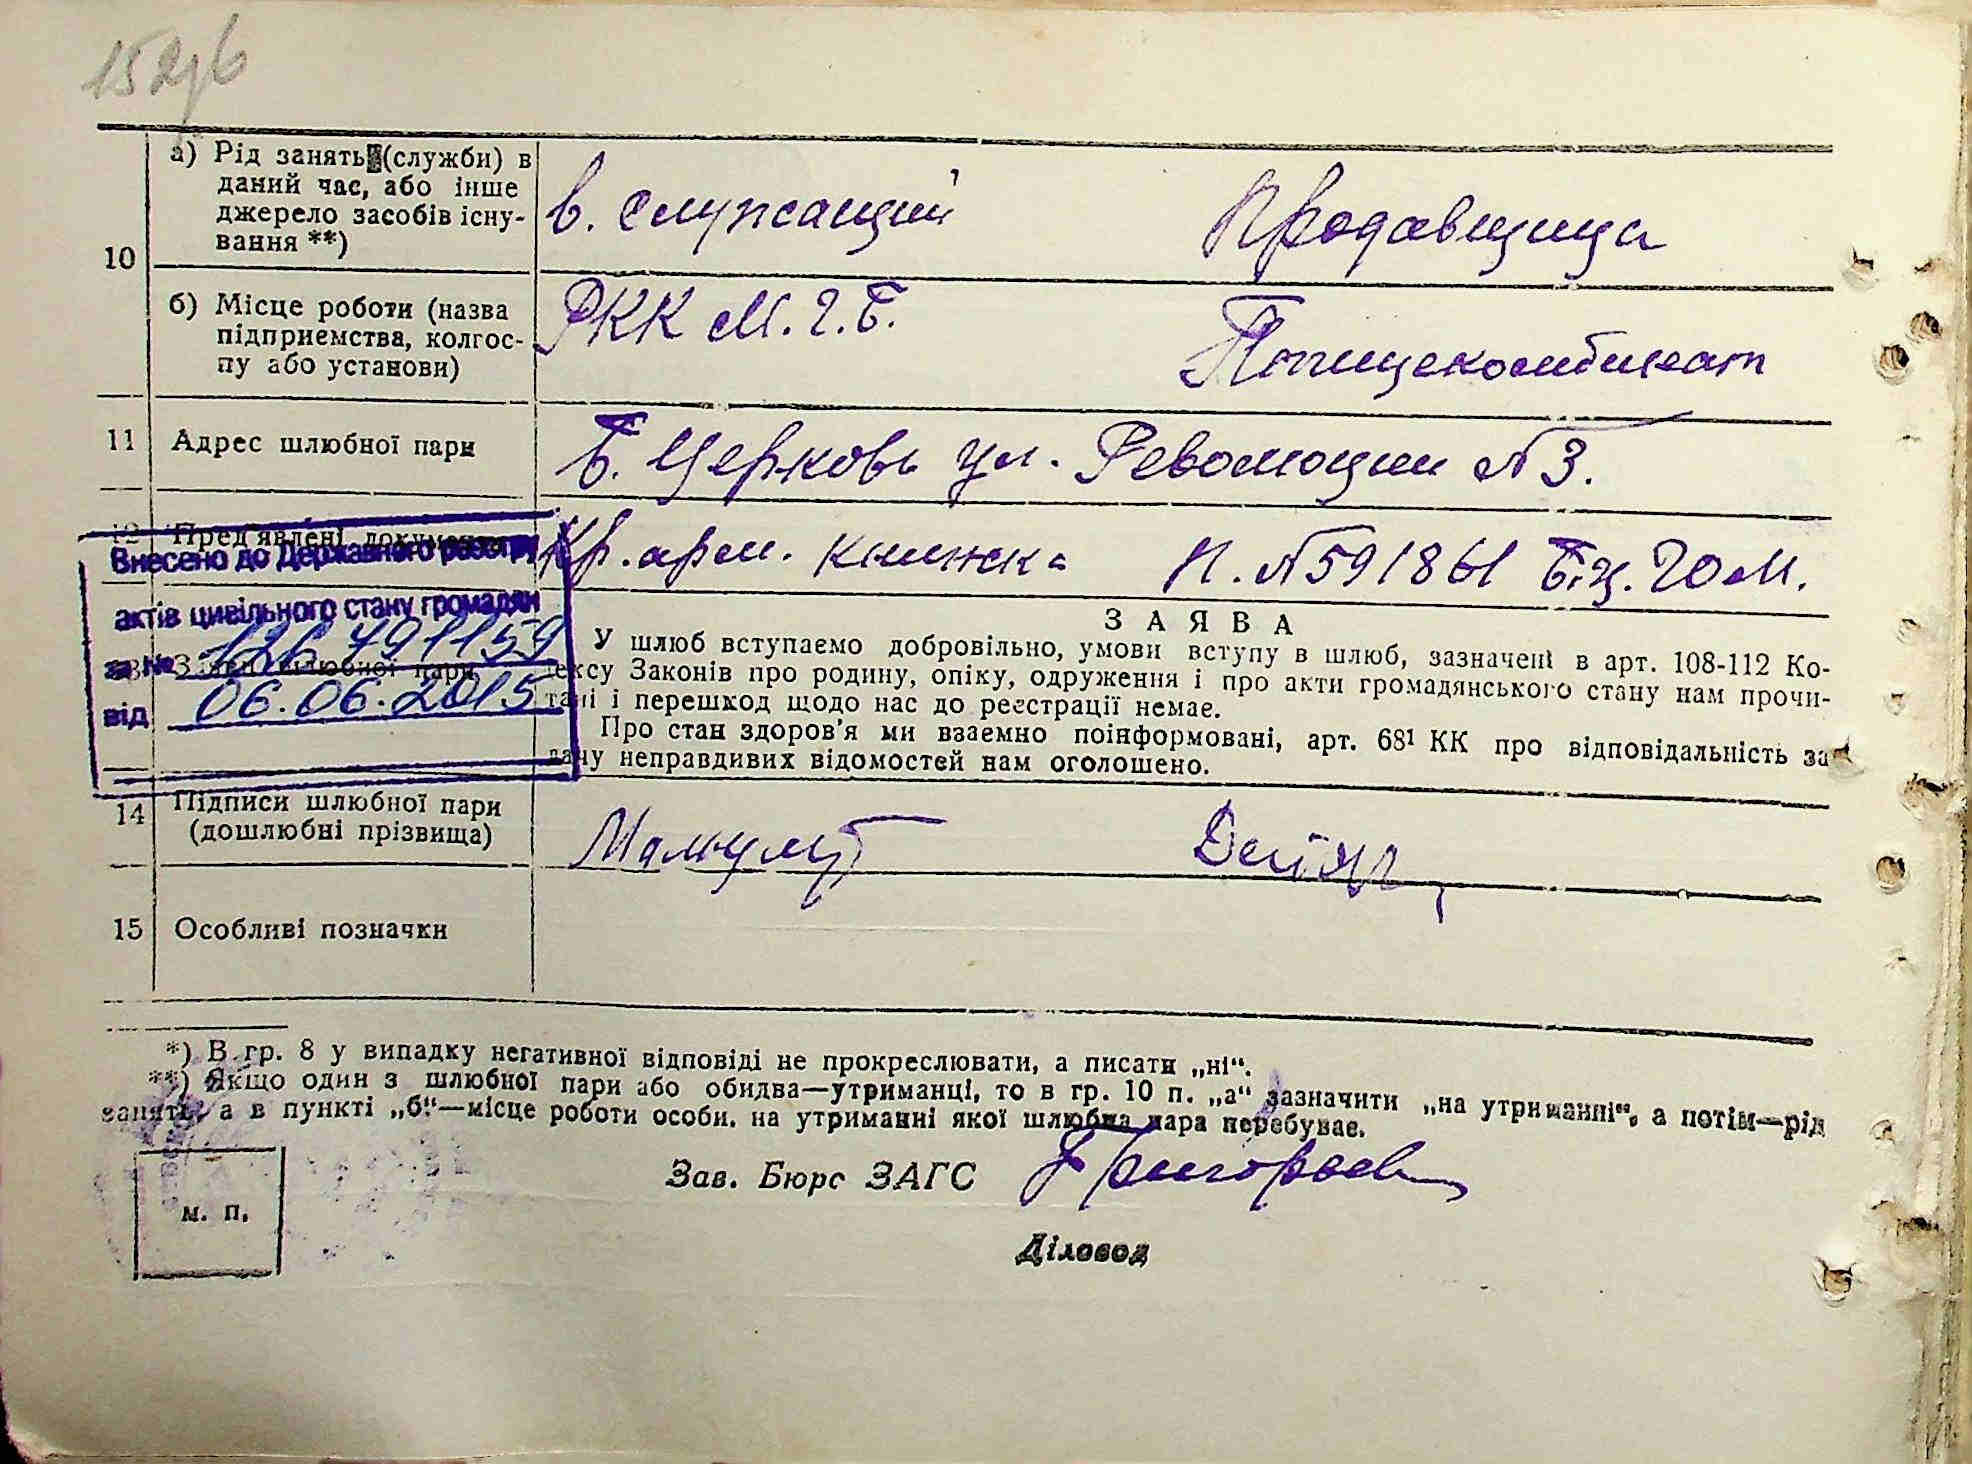 10
а) Рід занять (служби) в
даний час, або інше
джерело засобів існу-
вання **)
в. служащий
Продавщица
б) Місце роботи (назва
підприємства, колгос-
пу або установи)
РКК М.Г.Б.
Птицекомбинат
11
Адрес шлюбної пари
Б. Церковь ул. Революции №3.
12 Пред'явлені документи
Кр. арм. книжка
П. №591861 Б.ц. ГОМ.
Внесено до Державного реєстру
актів цивільного стану громадян
за № 126791159
від 06.06.2015
13 Заяви шлюбної пари
ЗАЯВА
У шлюб вступаємо добровільно, умови вступу в шлюб, зазначені в арт. 108-112 Ко-
дексу Законів про родину, опіку, одруження і про акти громадянського стану нам прочи-
тані і перешкод щодо нас до реєстрації немає.
Про стан здоров'я ми взаємно поінформовані, арт. 68¹ КК про відповідальність за
дачу неправдивих відомостей нам оголошено.
14
Підписи шлюбної пари
(дошлюбні прізвища)
15
Особливі позначки
*) В гр. 8 у випадку негативної відповіді не прокреслювати, а писати „ні“.
**) Якщо один з шлюбної пари або обидва—утриманці, то в гр. 10 п. „а“ зазначити „на утриманні“, а потім—рід
занять, а в пункті „б“—місце роботи особи, на утриманні якої шлюбна пара перебуває.
м. п.
Зав. Бюро ЗАГС
Діловод